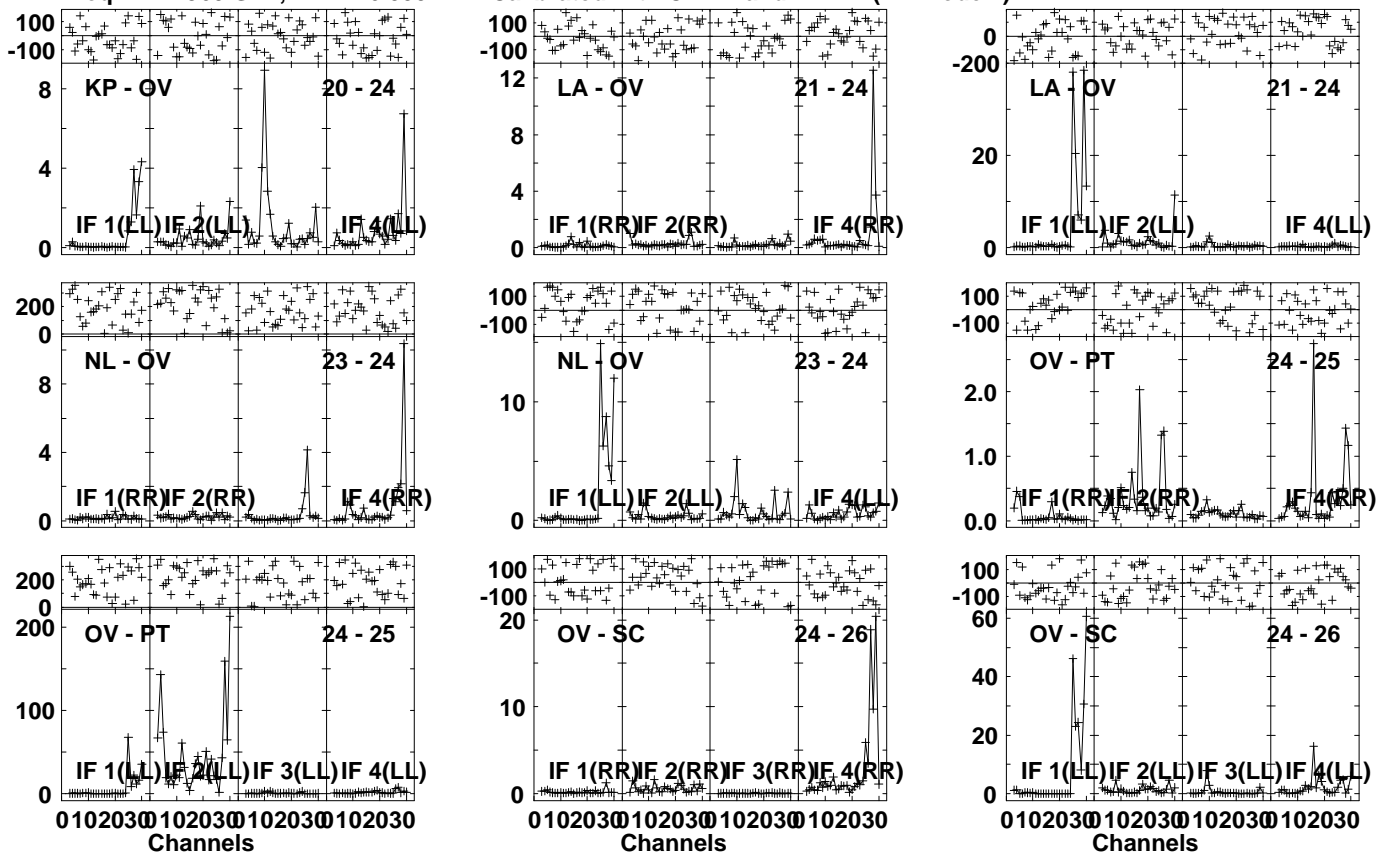 100
-100
8
4
0
KP - OV 20 - 24
IF 1(LL) IF 2(LL) IF 4(LL)
100
-100
12
8
4
0
LA - OV 21 - 24
IF 1(RR) IF 2(RR) IF 4(RR)
0
-200
20
0
LA - OV 21 - 24
IF 1(LL) IF 2(LL) IF 4(LL)
200
0
8
4
0
NL - OV 23 - 24
IF 1(RR) IF 2(RR) IF 4(RR)
100
-100
10
0
NL - OV 23 - 24
IF 1(LL) IF 2(LL) IF 4(LL)
100
-100
2.0
1.0
0.0
OV - PT 24 - 25
IF 1(RR) IF 2(RR) IF 4(RR)
200
0
200
100
0
OV - PT 24 - 25
IF 1(LL) IF 2(LL) IF 3(LL) IF 4(LL)
0102030 0102030 0102030 0102030
Channels
100
-100
20
10
0
OV - SC 24 - 26
IF 1(RR) IF 2(RR) IF 3(RR) IF 4(RR)
0102030 0102030 0102030 0102030
Channels
100
-100
60
40
20
0
OV - SC 24 - 26
IF 1(LL) IF 2(LL) IF 3(LL) IF 4(LL)
0102030 0102030 0102030 0102030
Channels